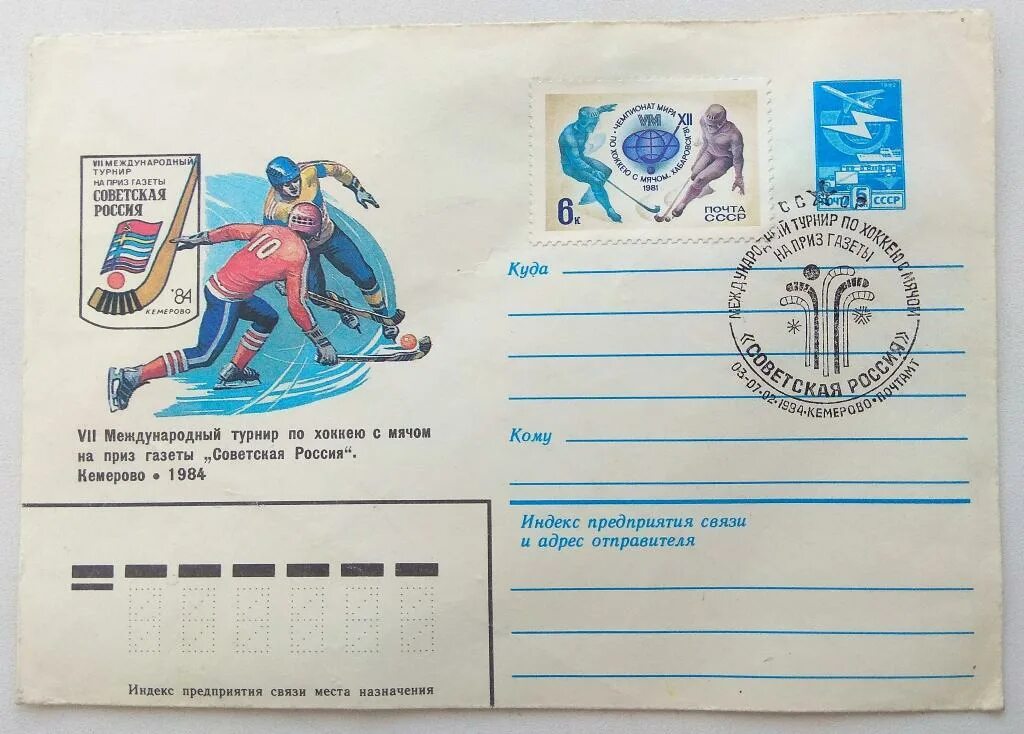 VII МЕЖДУНАРОДНЫЙ
ТУРНИР
НА ПРИЗ ГАЗЕТЫ
СОВЕТСКАЯ
РОССИЯ
'84
КЕМЕРОВО
10
VII Международный турнир по хоккею с мячом
на приз газеты „Советская Россия“.
Кемерово • 1984
ЧЕМПИОНАТ МИРА
ПО ХОККЕЮ С МЯЧОМ. ХАБАРОВСК
VM XII
1981
6к
ПОЧТА
СССР
1982
ПОЧТА 5к СССР
СССР
МЕЖДУНАРОДНЫЙ ТУРНИР ПО ХОККЕЮ С МЯЧОМ
НА ПРИЗ ГАЗЕТЫ
«СОВЕТСКАЯ РОССИЯ»
03-07·02·1984·КЕМЕРОВО·ПОЧТАМТ
Куда
Кому
Индекс предприятия связи
и адрес отправителя
Индекс предприятия связи места назначения